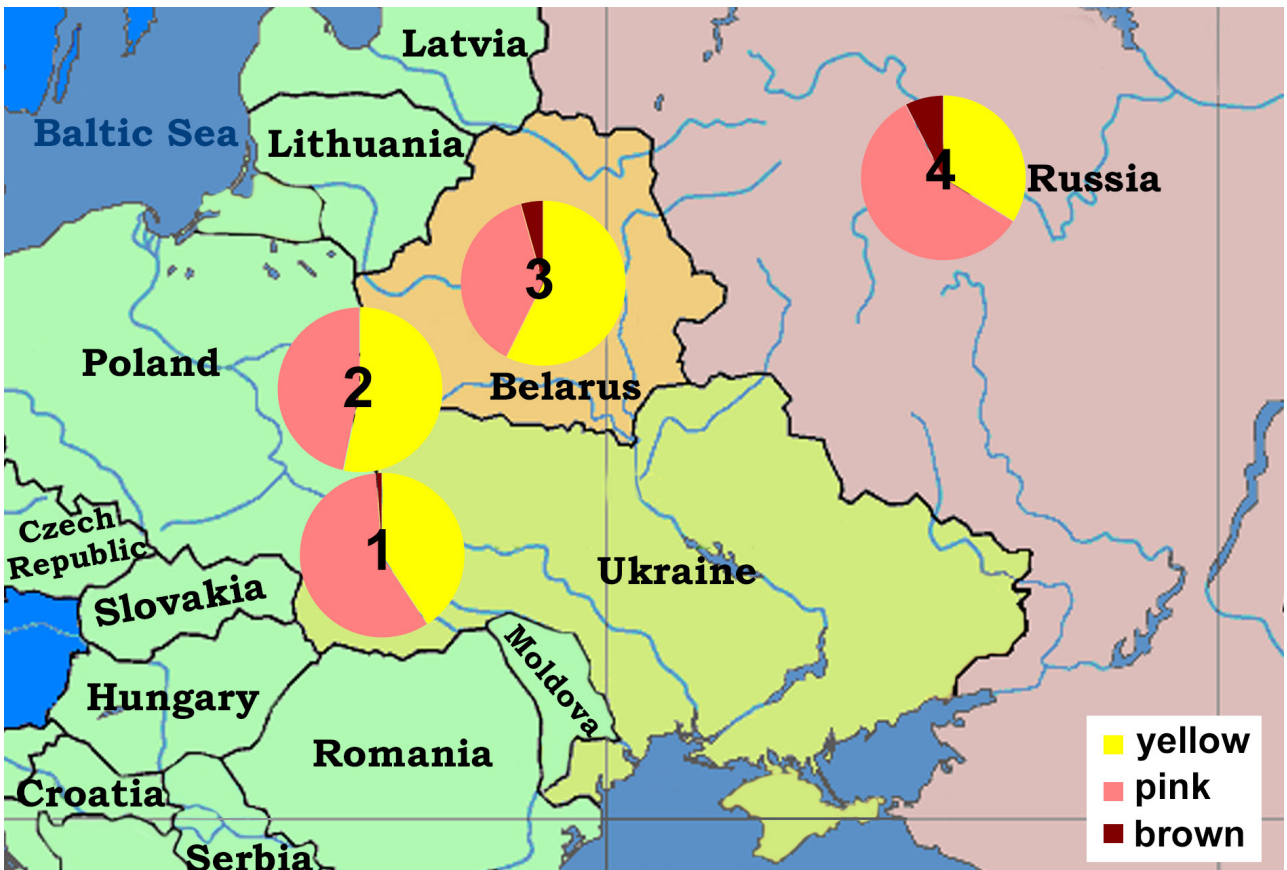 Latvia
Baltic Sea
Lithuania
4
Russia
3
Poland
2
Belarus
Czech
Republic
1
Ukraine
Slovakia
Moldova
Hungary
Romania
Croatia
Serbia
yellow
pink
brown